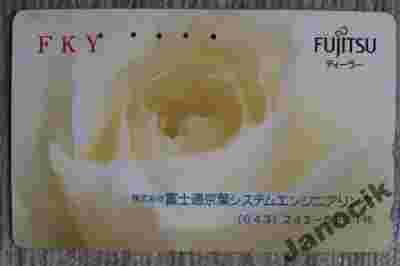 FKY
FUJITSU
ディーラー
株式会社 富士通京葉システムエンジニアリング
(043) 243-
Janocik